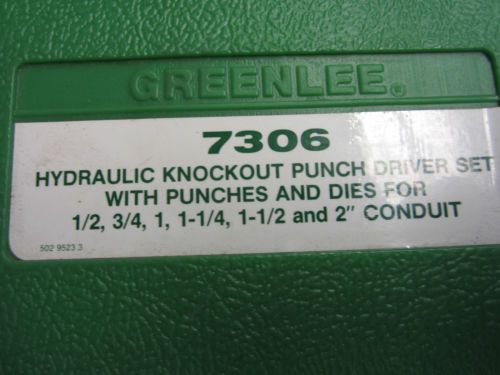 GREENLEE®
7306
HYDRAULIC KNOCKOUT PUNCH DRIVER SET
WITH PUNCHES AND DIES FOR
1/2, 3/4, 1, 1-1/4, 1-1/2 and 2" CONDUIT
502 9523 3